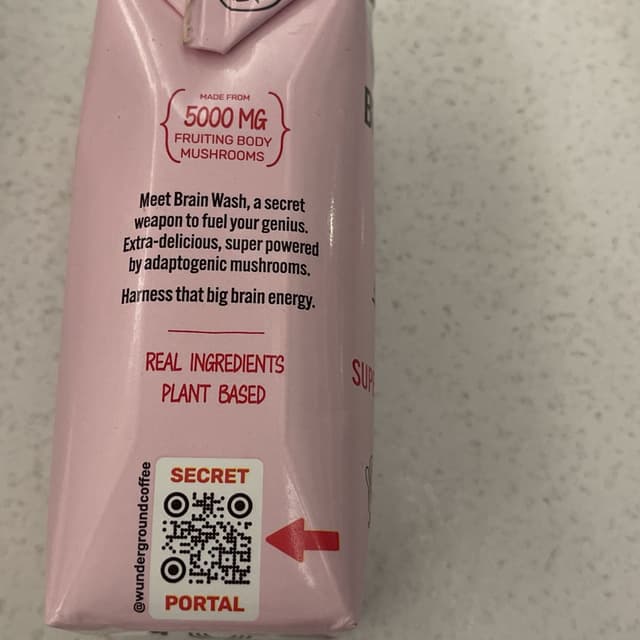 MADE FROM
5000 MG
FRUITING BODY
MUSHROOMS
Meet Brain Wash, a secret
weapon to fuel your genius.
Extra-delicious, super powered
by adaptogenic mushrooms.
Harness that big brain energy.
REAL INGREDIENTS
PLANT BASED
@wundergroundcoffee
SECRET
PORTAL